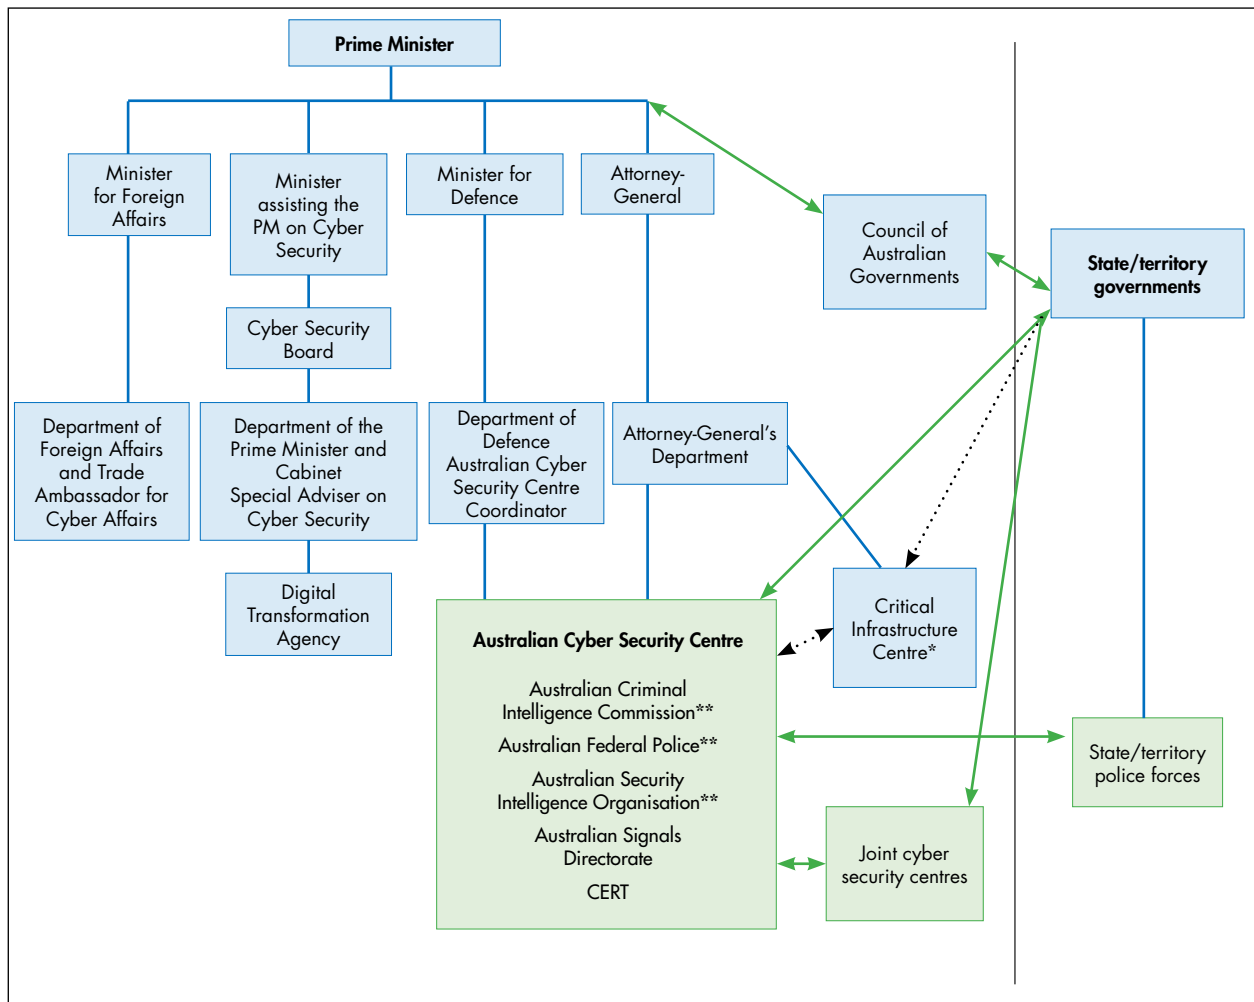 Prime Minister
Minister
for Foreign
Affairs
Minister
assisting the
PM on Cyber
Security
Minister for
Defence
Attorney-
General
Council of
Australian
Governments
State/territory
governments
Cyber Security
Board
Department of
Foreign Affairs
and Trade
Ambassador for
Cyber Affairs
Department of the
Prime Minister and
Cabinet
Special Adviser on
Cyber Security
Department of
Defence
Australian Cyber
Security Centre
Coordinator
Attorney-General's
Department
Digital
Transformation
Agency
Critical
Infrastructure
Centre*
Australian Cyber Security Centre
Australian Criminal
Intelligence Commission**
Australian Federal Police**
Australian Security
Intelligence Organisation**
Australian Signals
Directorate
CERT
State/territory
police forces
Joint cyber
security centres